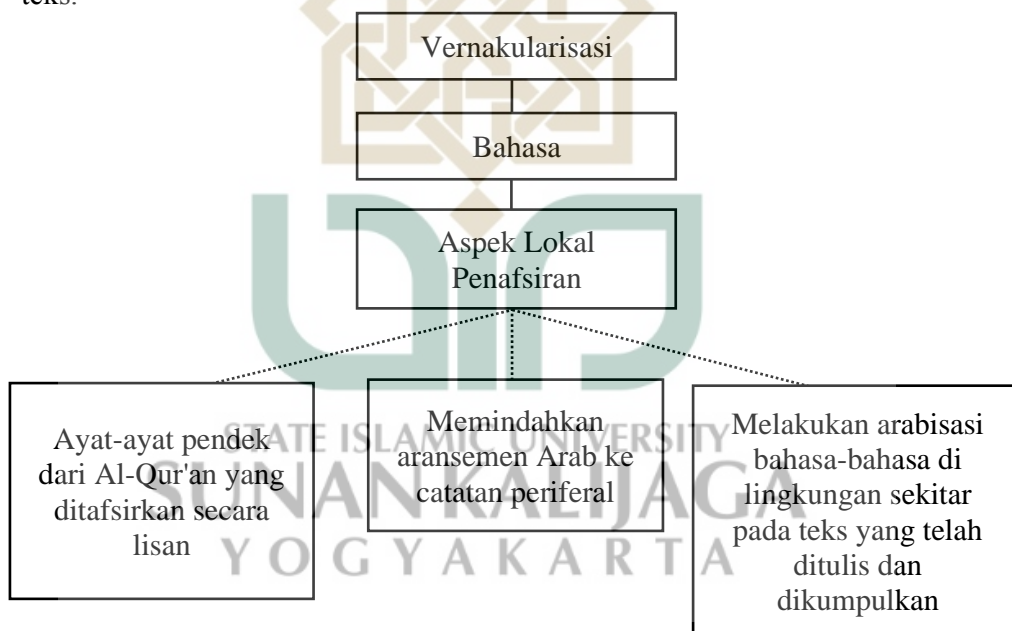 teks.
Vernakularisasi
Bahasa
Aspek Lokal
Penafsiran
Ayat-ayat pendek
dari Al-Qur'an yang
ditafsirkan secara
lisan
Memindahkan
aransemen Arab ke
catatan periferal
Melakukan arabisasi
bahasa-bahasa di
lingkungan sekitar
pada teks yang telah
ditulis dan
dikumpulkan
STATE ISLAMIC UNIVERSITY
SUNAN KALIJAGA
YOGYAKARTA